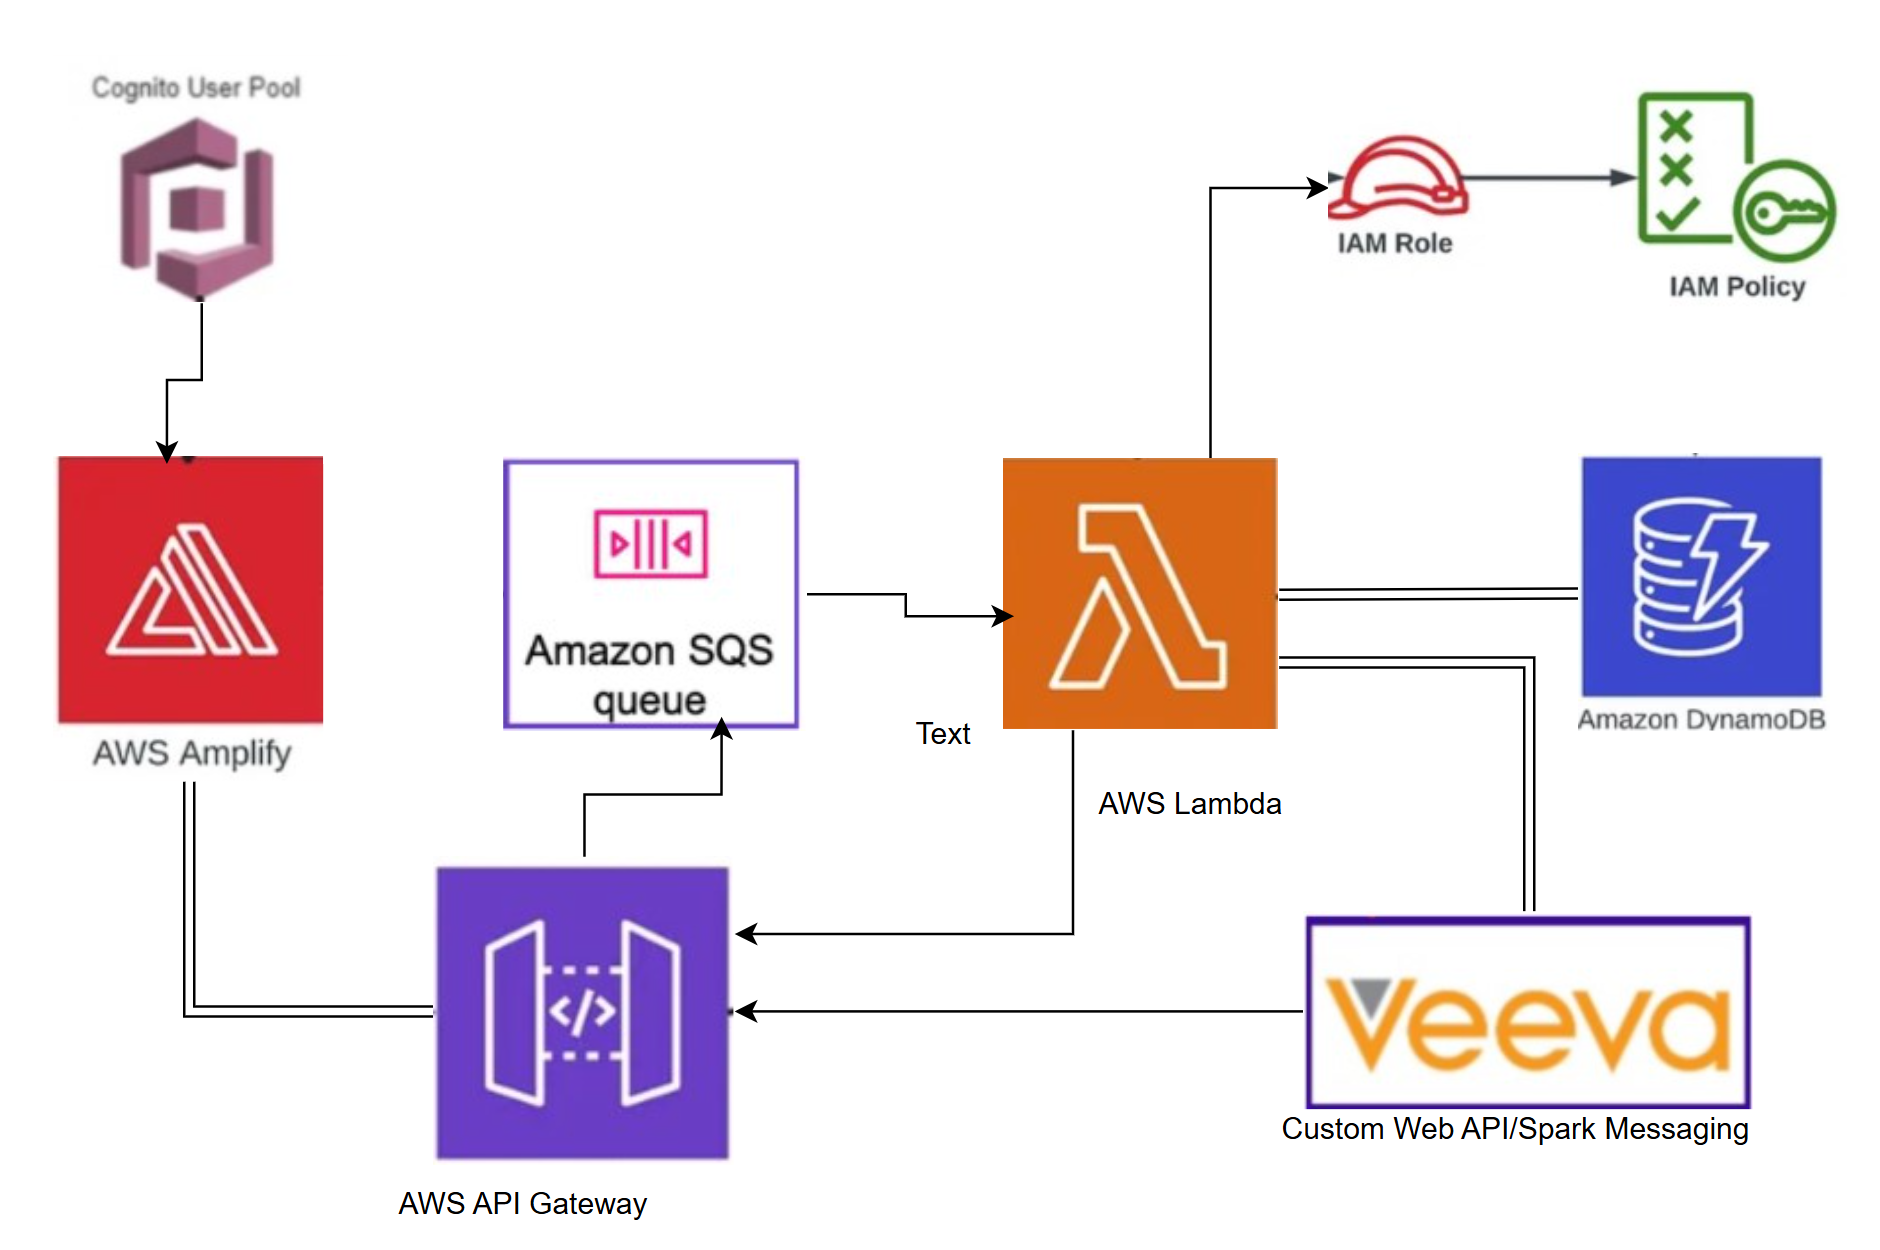 Cognito User Pool
IAM Role
IAM Policy
Amazon SQS
queue
Text
AWS Amplify
Amazon DynamoDB
AWS Lambda
</>
veeva
Custom Web API/Spark Messaging
AWS API Gateway